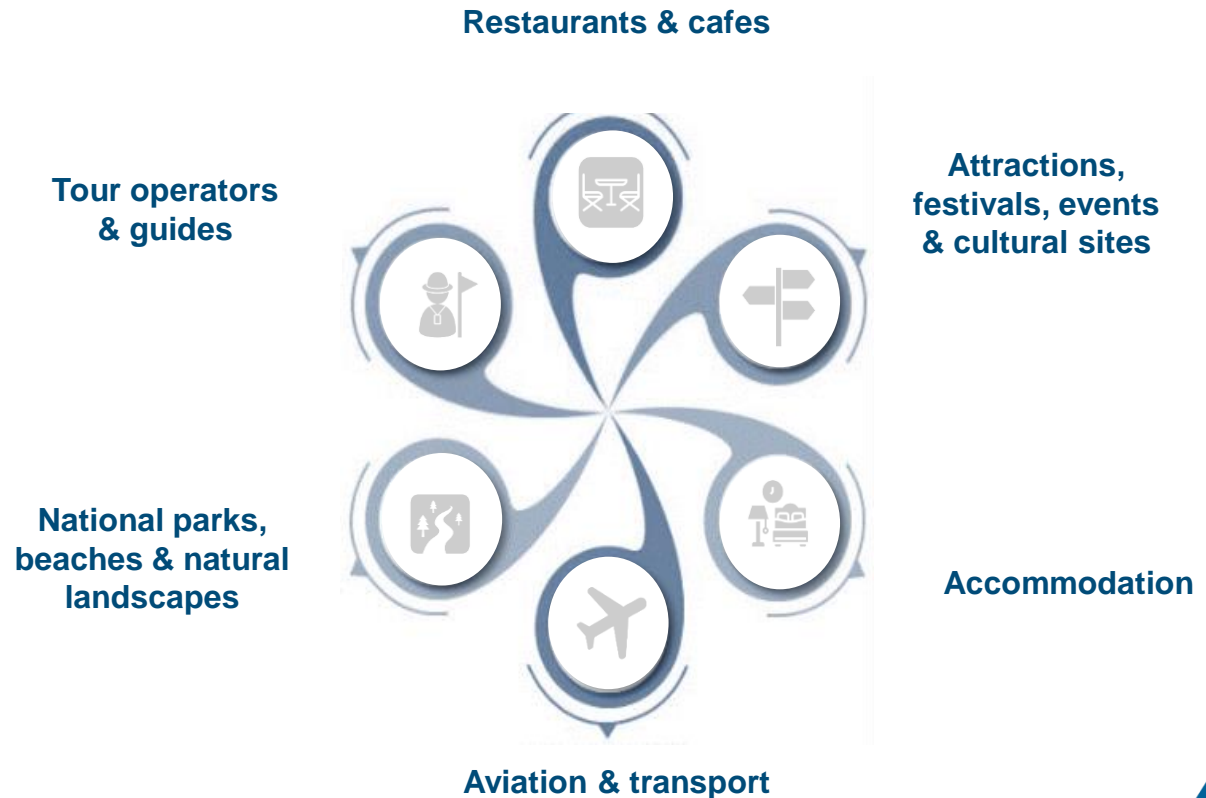 Restaurants & cafes
Attractions,
festivals, events
& cultural sites
Tour operators
& guides
National parks,
beaches & natural
landscapes
Accommodation
Aviation & transport